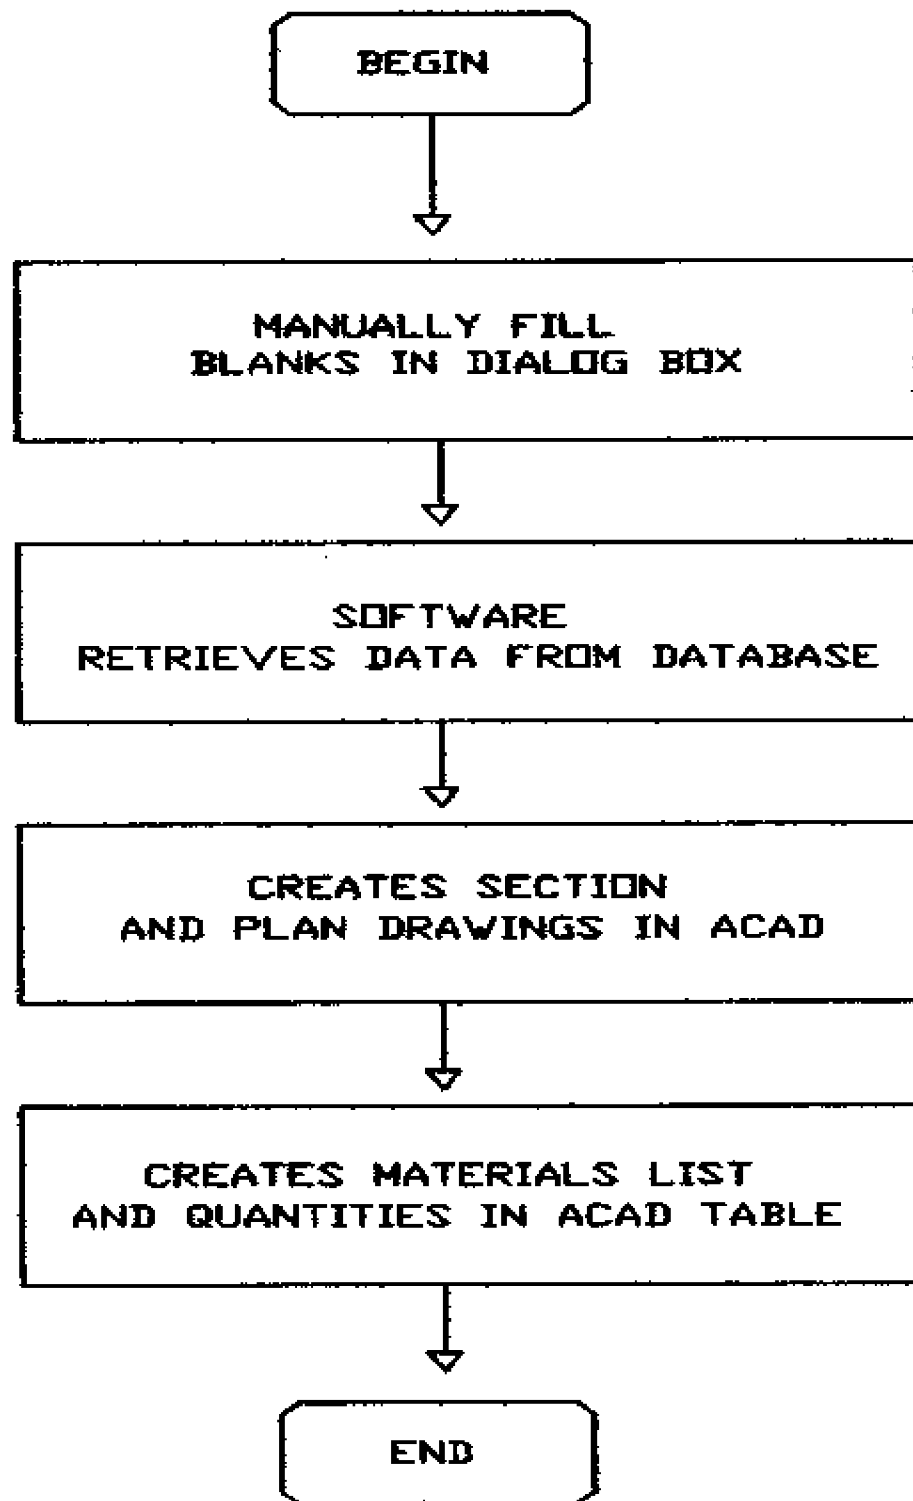 BEGIN
MANUALLY FILL
BLANKS IN DIALOG BOX
SOFTWARE
RETRIEVES DATA FROM DATABASE
CREATES SECTION
AND PLAN DRAWINGS IN ACAD
CREATES MATERIALS LIST
AND QUANTITIES IN ACAD TABLE
END